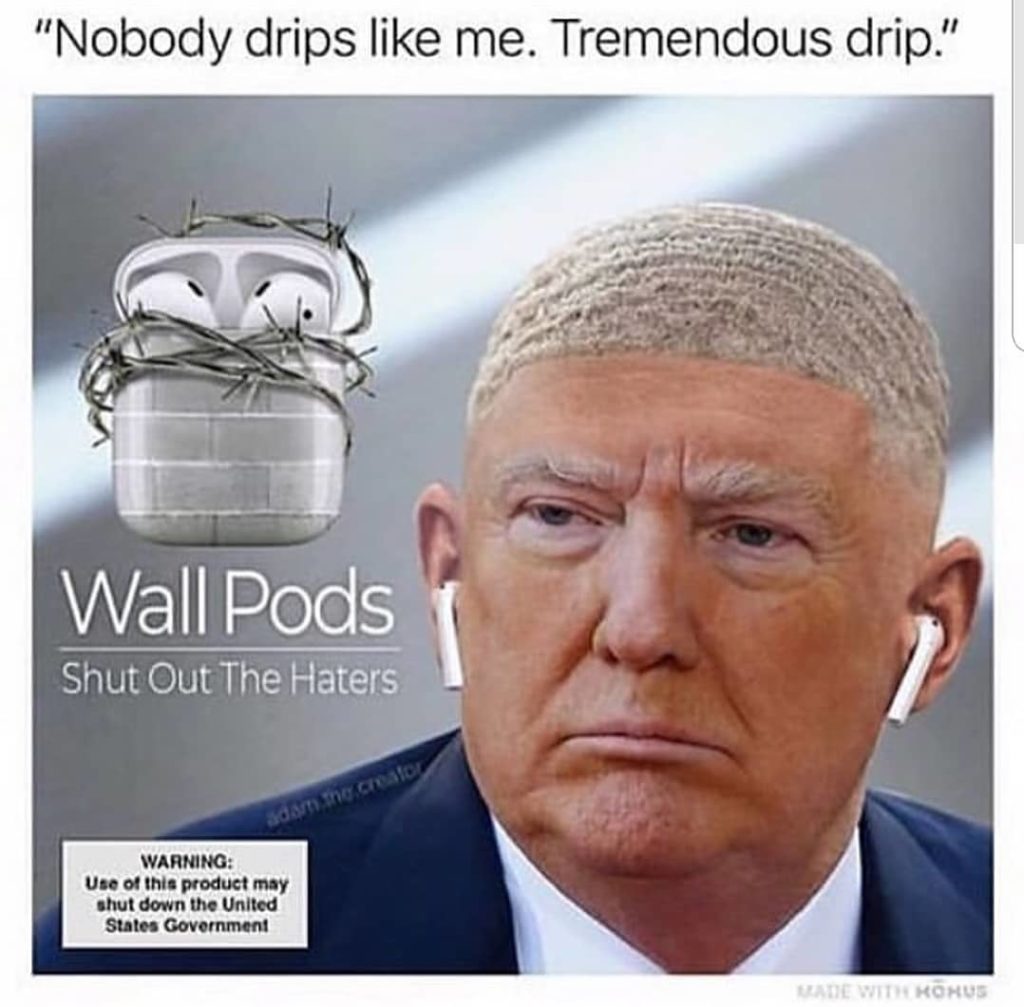 "Nobody drips like me. Tremendous drip."
Wall Pods
Shut Out The Haters
adam.the.creator
WARNING:
Use of this product may
shut down the United
States Government
MADE WITH MOMUS